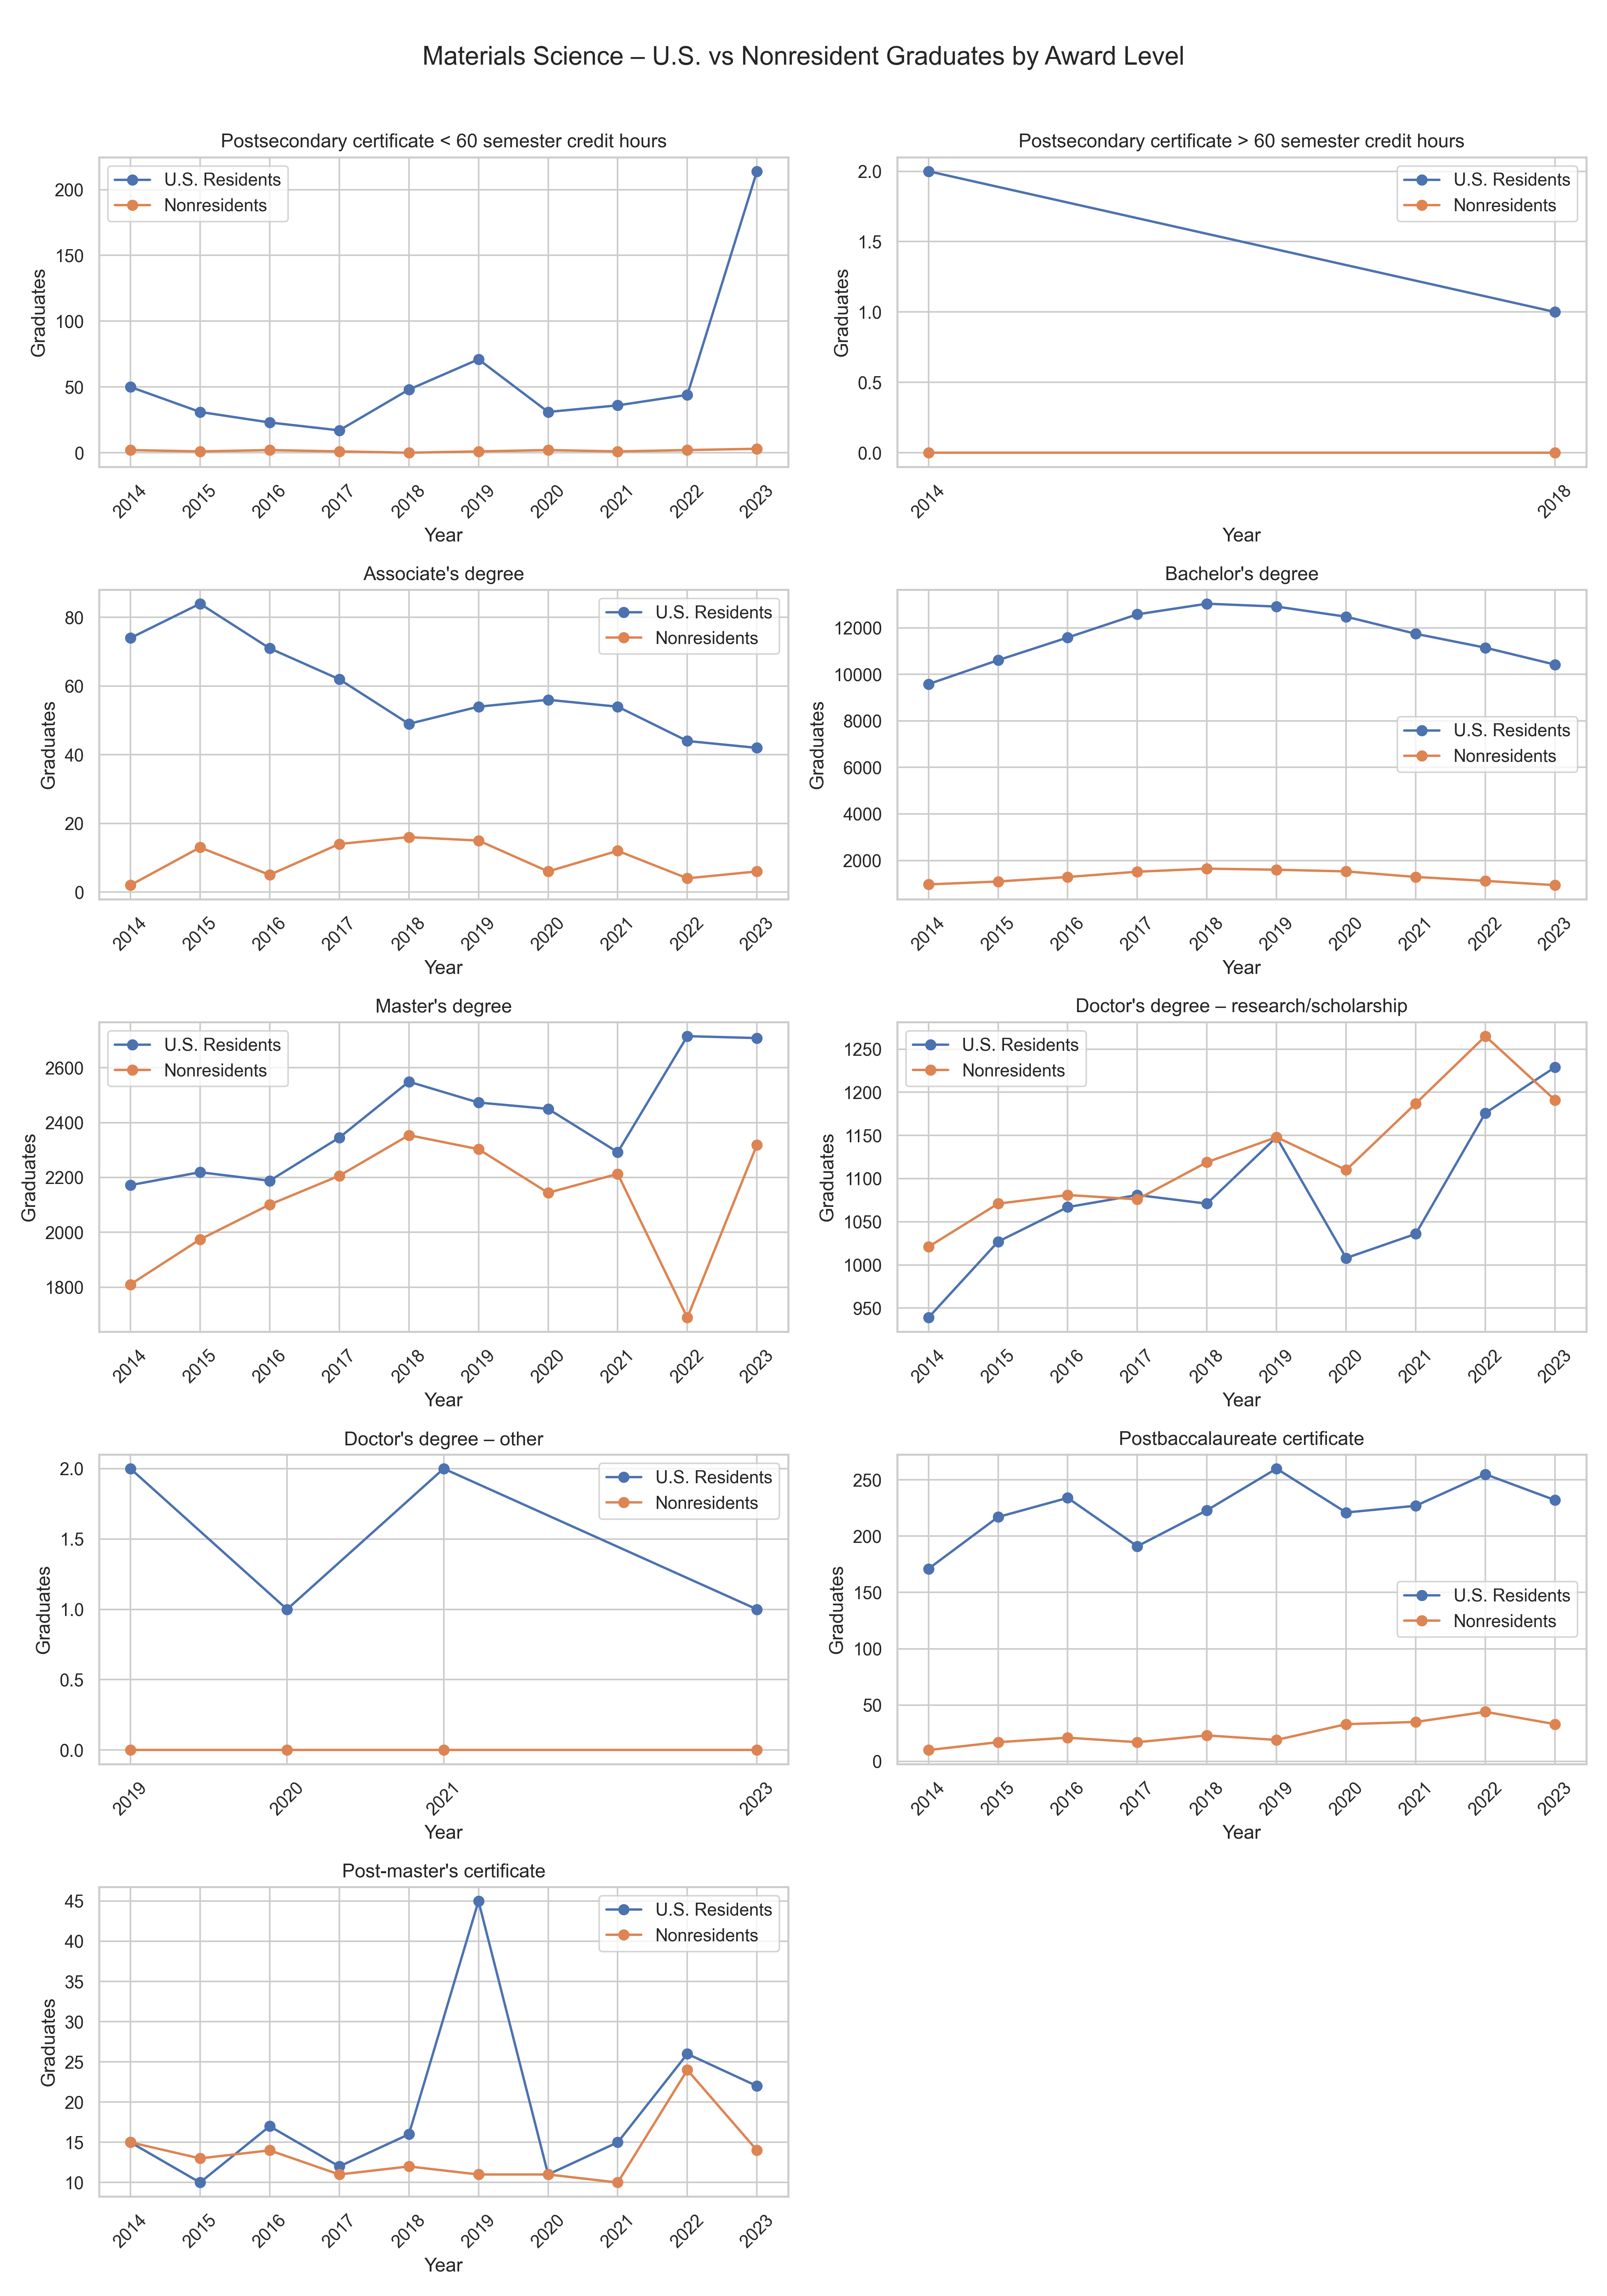 Materials Science – U.S. vs Nonresident Graduates by Award Level
Postsecondary certificate < 60 semester credit hours
U.S. Residents
Nonresidents
200
150
100
50
0
Graduates
2014
2015
2016
2017
2018
2019
2020
2021
2022
2023
Year
Postsecondary certificate > 60 semester credit hours
U.S. Residents
Nonresidents
2.0
1.5
1.0
0.5
0.0
Graduates
2014
2018
Year
Associate's degree
U.S. Residents
Nonresidents
80
60
40
20
0
Graduates
2014
2015
2016
2017
2018
2019
2020
2021
2022
2023
Year
Bachelor's degree
U.S. Residents
Nonresidents
12000
10000
8000
6000
4000
2000
Graduates
2014
2015
2016
2017
2018
2019
2020
2021
2022
2023
Year
Master's degree
U.S. Residents
Nonresidents
2600
2400
2200
2000
1800
Graduates
2014
2015
2016
2017
2018
2019
2020
2021
2022
2023
Year
Doctor's degree – research/scholarship
U.S. Residents
Nonresidents
1250
1200
1150
1100
1050
1000
950
Graduates
2014
2015
2016
2017
2018
2019
2020
2021
2022
2023
Year
Doctor's degree – other
U.S. Residents
Nonresidents
2.0
1.5
1.0
0.5
0.0
Graduates
2019
2020
2021
2023
Year
Postbaccalaureate certificate
U.S. Residents
Nonresidents
250
200
150
100
50
0
Graduates
2014
2015
2016
2017
2018
2019
2020
2021
2022
2023
Year
Post-master's certificate
U.S. Residents
Nonresidents
45
40
35
30
25
20
15
10
Graduates
2014
2015
2016
2017
2018
2019
2020
2021
2022
2023
Year